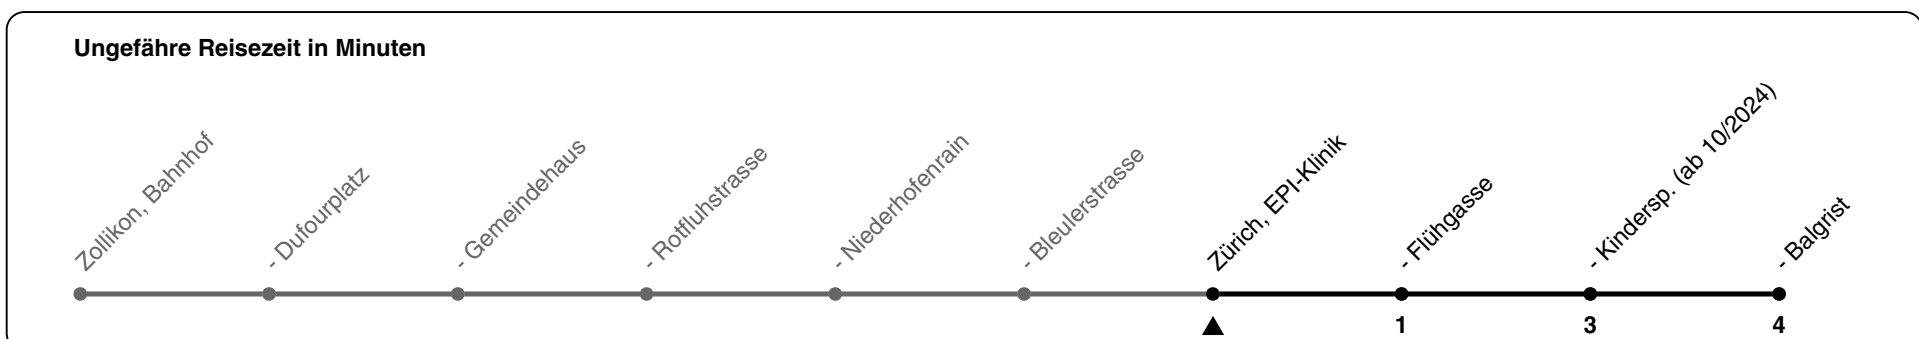 Ungefähre Reisezeit in Minuten
Zollikon, Bahnhof
- Dufourplatz
- Gemeindehaus
- Rotfluhstrasse
- Niederhofenrain
- Bleulerstrasse
Zürich, EPI-Klinik
- Flühgasse
- Kindersp. (ab 10/2024)
- Balgrist
1
3
4